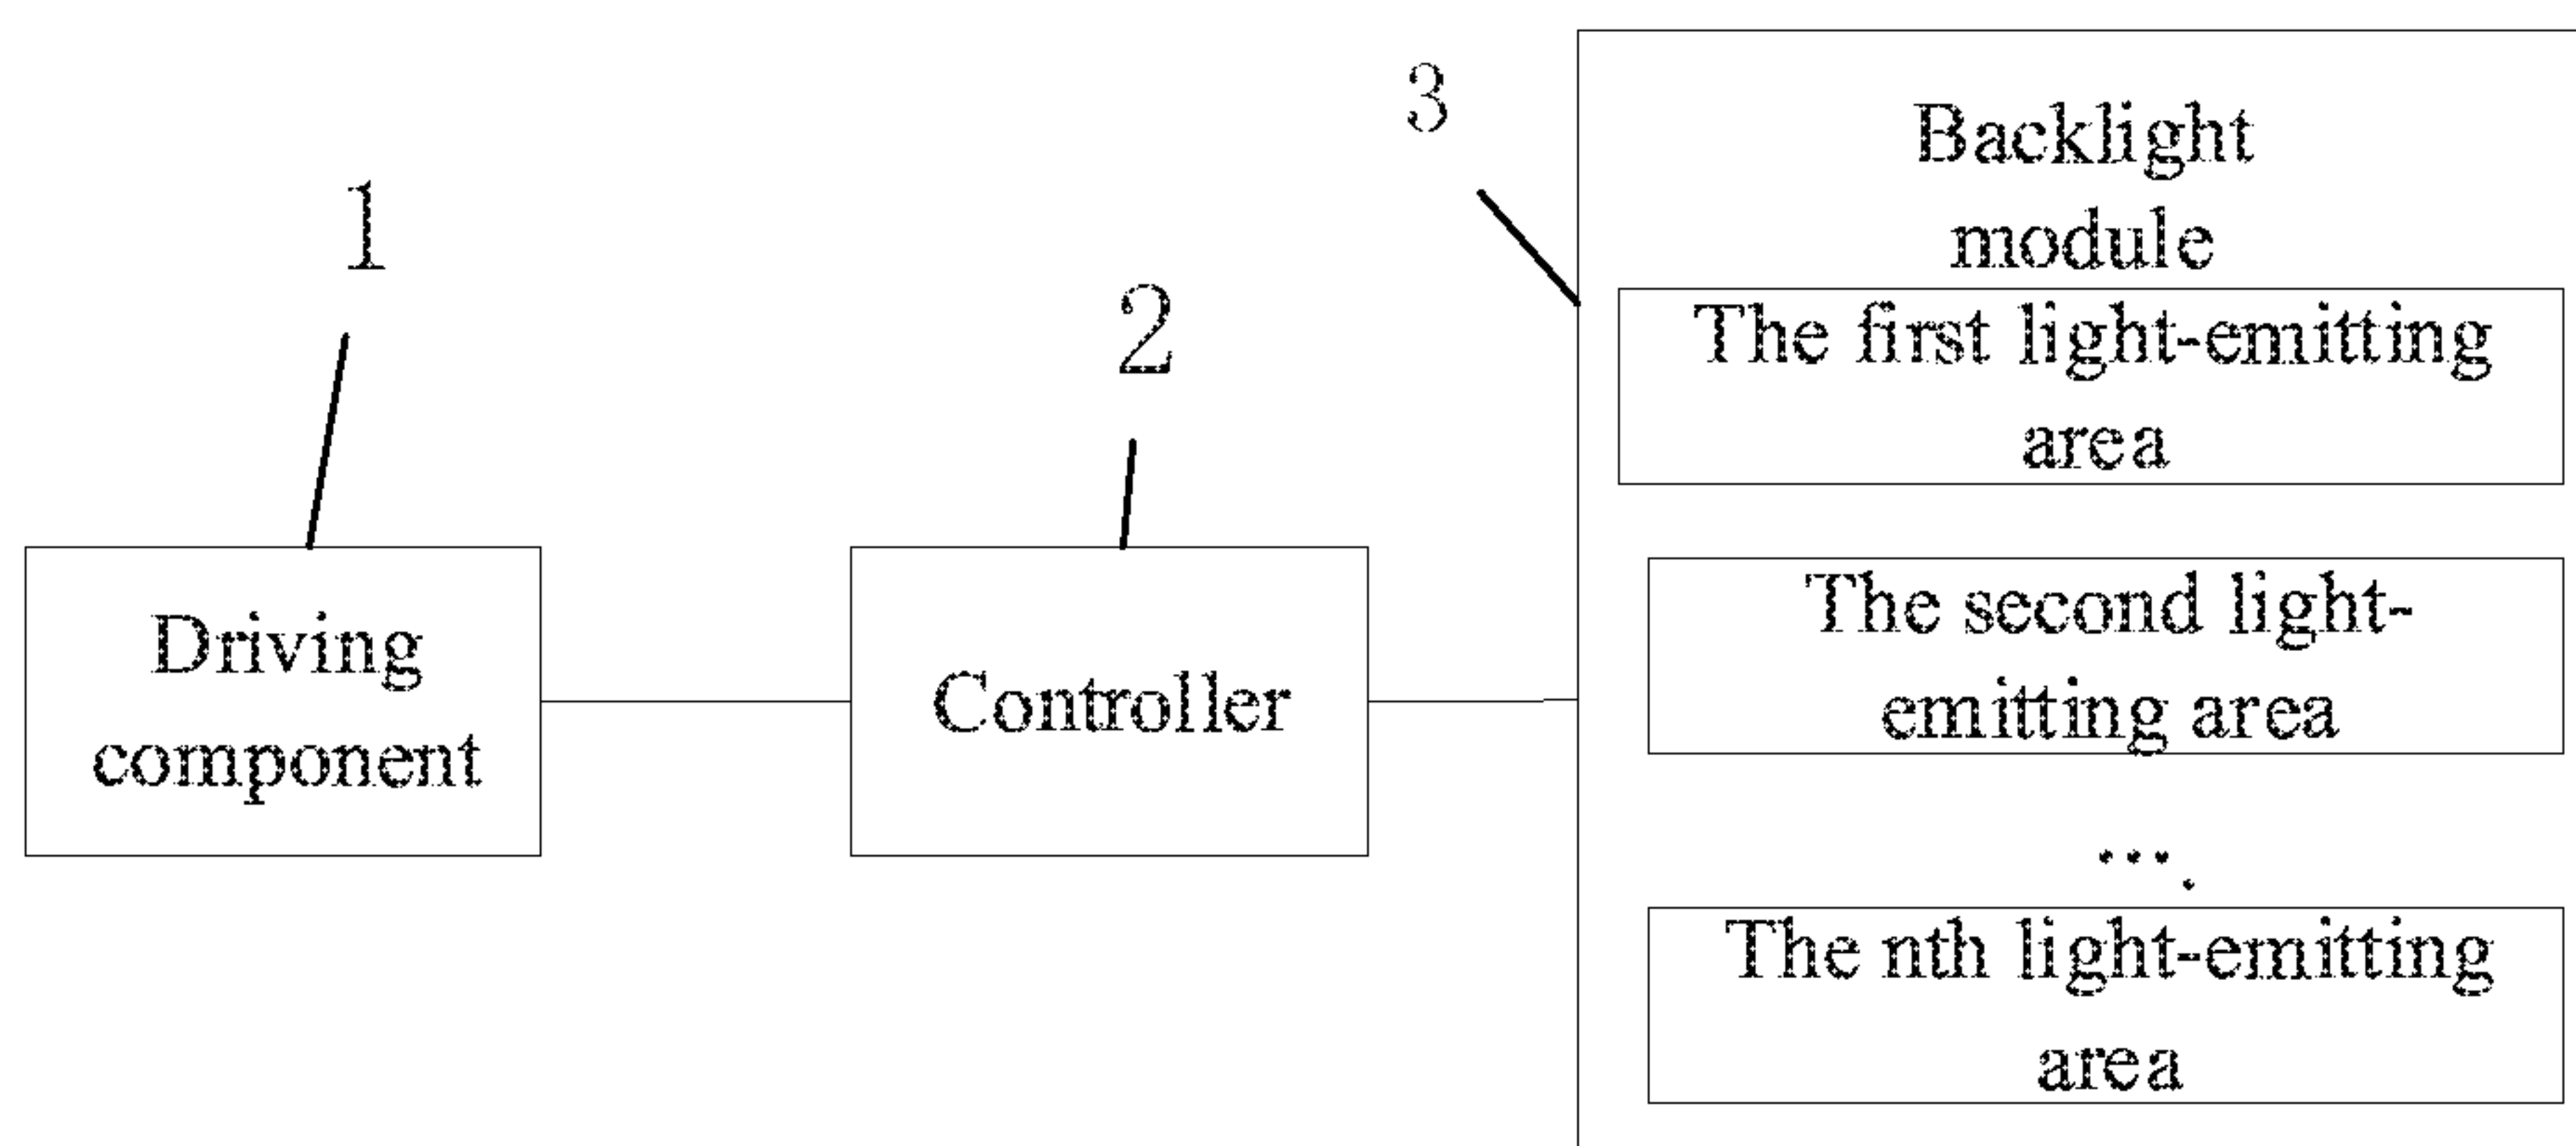 1
Driving
component
2
Controller
3
Backlight
module
The first light-emitting
area
The second light-
emitting area
....
The nth light-emitting
area